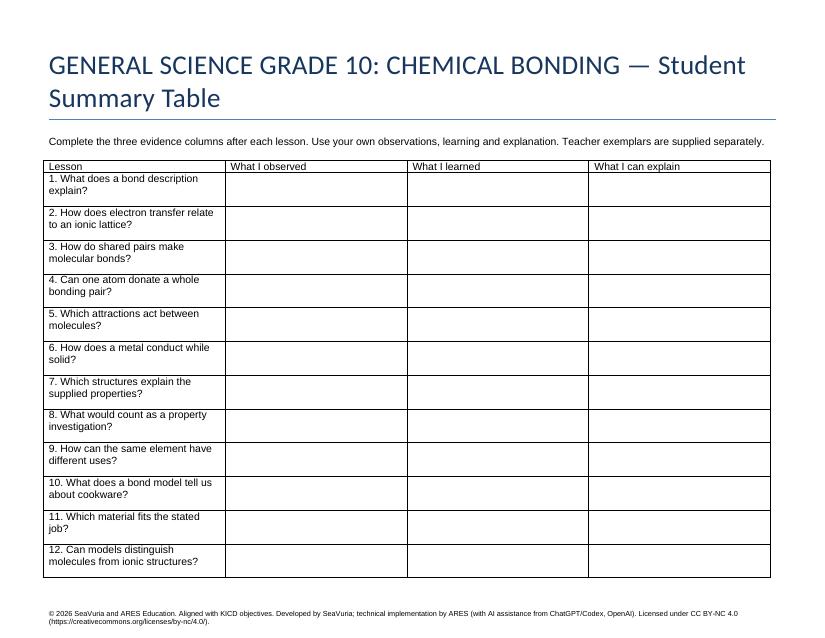 GENERAL SCIENCE GRADE 10: CHEMICAL BONDING — Student
Summary Table
Complete the three evidence columns after each lesson. Use your own observations, learning and explanation. Teacher exemplars are supplied separately.
Lesson What I observed What I learned What I can explain
1. What does a bond description
explain?
2. How does electron transfer relate
to an ionic lattice?
3. How do shared pairs make
molecular bonds?
4. Can one atom donate a whole
bonding pair?
5. Which attractions act between
molecules?
6. How does a metal conduct while
solid?
7. Which structures explain the
supplied properties?
8. What would count as a property
investigation?
9. How can the same element have
different uses?
10. What does a bond model tell us
about cookware?
11. Which material fits the stated
job?
12. Can models distinguish
molecules from ionic structures?
© 2026 SeaVuria and ARES Education. Aligned with KICD objectives. Developed by SeaVuria; technical implementation by ARES (with AI assistance from ChatGPT/Codex, OpenAI). Licensed under CC BY-NC 4.0
(https://creativecommons.org/licenses/by-nc/4.0/).